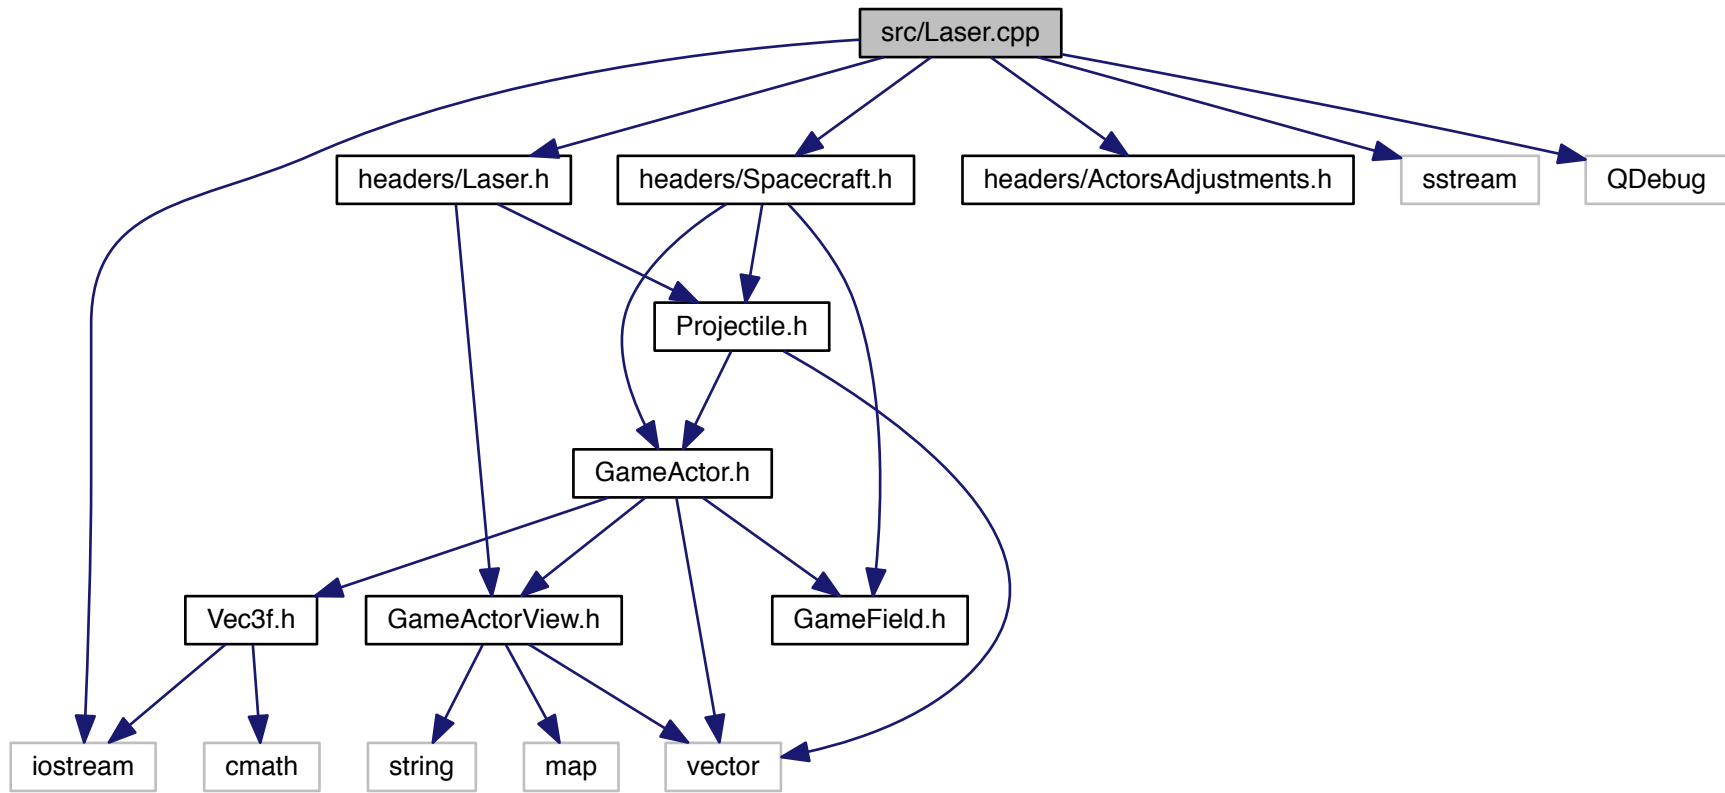 src/Laser.cpp
headers/Laser.h
headers/Spacecraft.h
headers/ActorsAdjustments.h
sstream
QDebug
Projectile.h
GameActor.h
Vec3f.h
GameActorView.h
GameField.h
iostream
cmath
string
map
vector